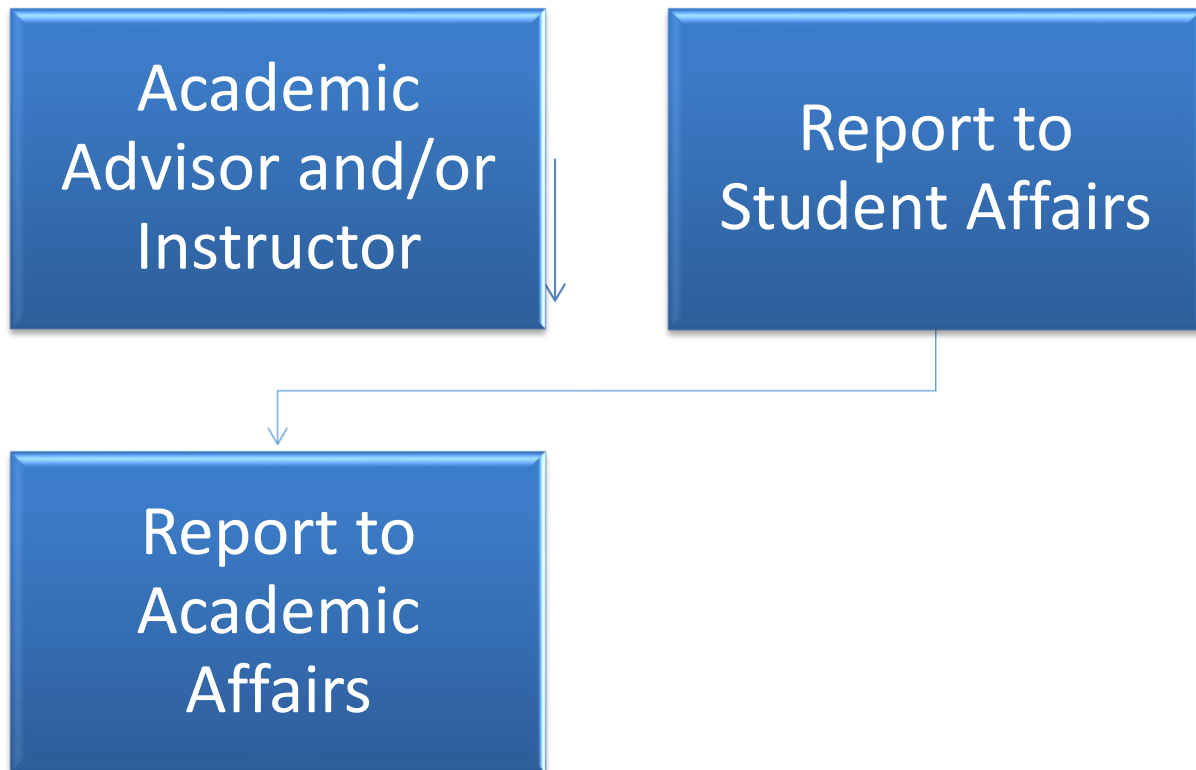 Academic
Advisor and/or
Instructor
Report to
Student Affairs
Report to
Academic
Affairs